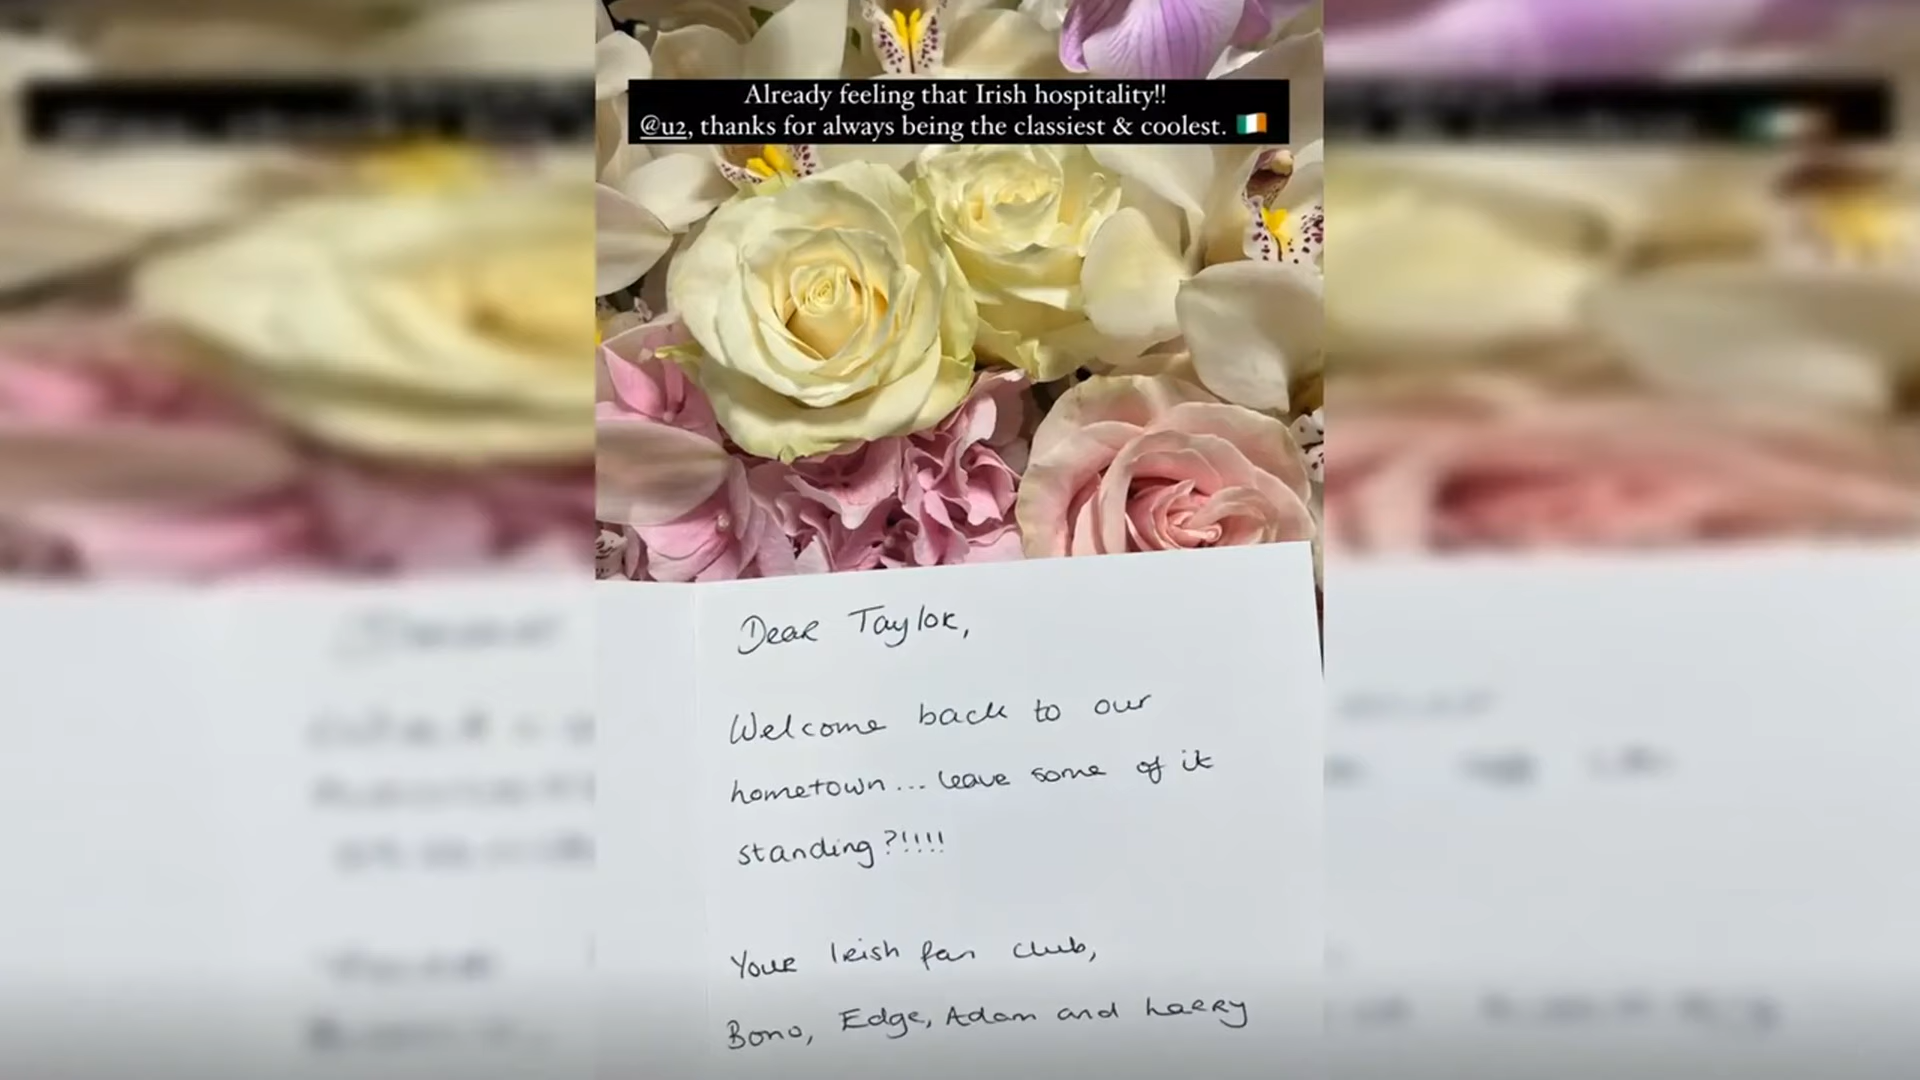 Already feeling that Irish hospitality!!
@u2, thanks for always being the classiest & coolest. 🇮🇪
Dear Taylor,
Welcome back to our
hometown... leave some of it
standing?!!!!
Your Irish fan club,
Bono, Edge, Adam and Larry